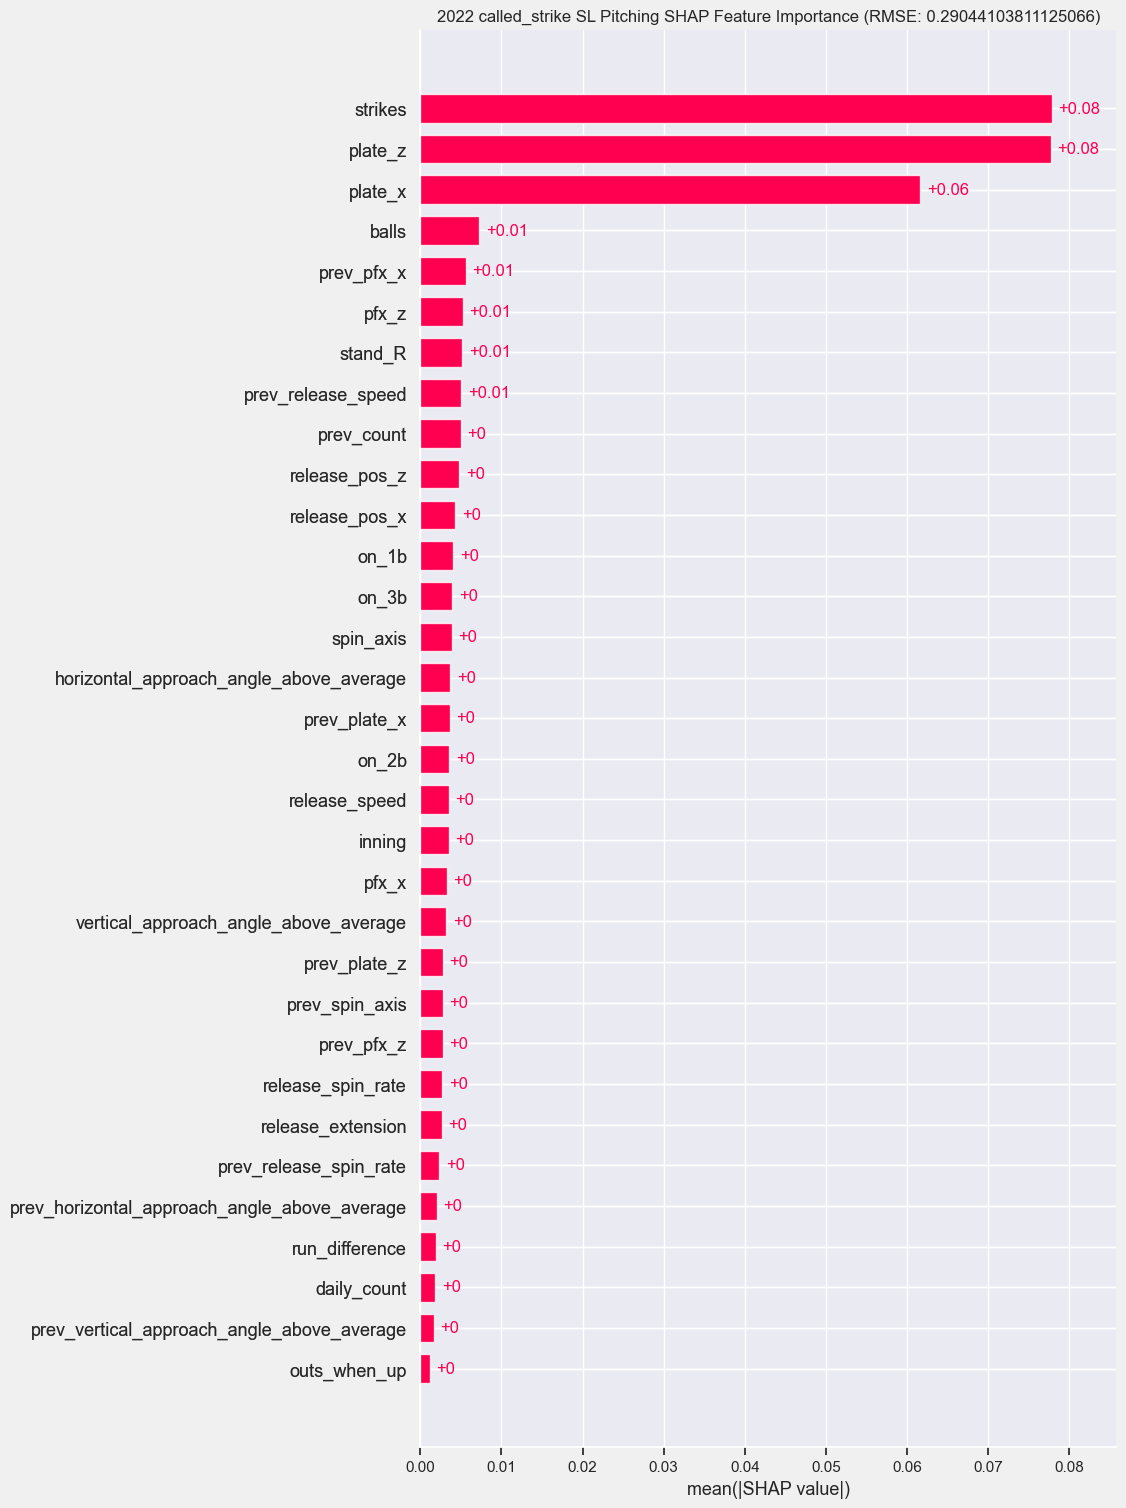 2022 called_strike SL Pitching SHAP Feature Importance (RMSE: 0.29044103811125066)
strikes +0.08
plate_z +0.08
plate_x +0.06
balls +0.01
prev_pfx_x +0.01
pfx_z +0.01
stand_R +0.01
prev_release_speed +0.01
prev_count +0
release_pos_z +0
release_pos_x +0
on_1b +0
on_3b +0
spin_axis +0
horizontal_approach_angle_above_average +0
prev_plate_x +0
on_2b +0
release_speed +0
inning +0
pfx_x +0
vertical_approach_angle_above_average +0
prev_plate_z +0
prev_spin_axis +0
prev_pfx_z +0
release_spin_rate +0
release_extension +0
prev_release_spin_rate +0
prev_horizontal_approach_angle_above_average +0
run_difference +0
daily_count +0
prev_vertical_approach_angle_above_average +0
outs_when_up +0
0.00 0.01 0.02 0.03 0.04 0.05 0.06 0.07 0.08
mean(|SHAP value|)